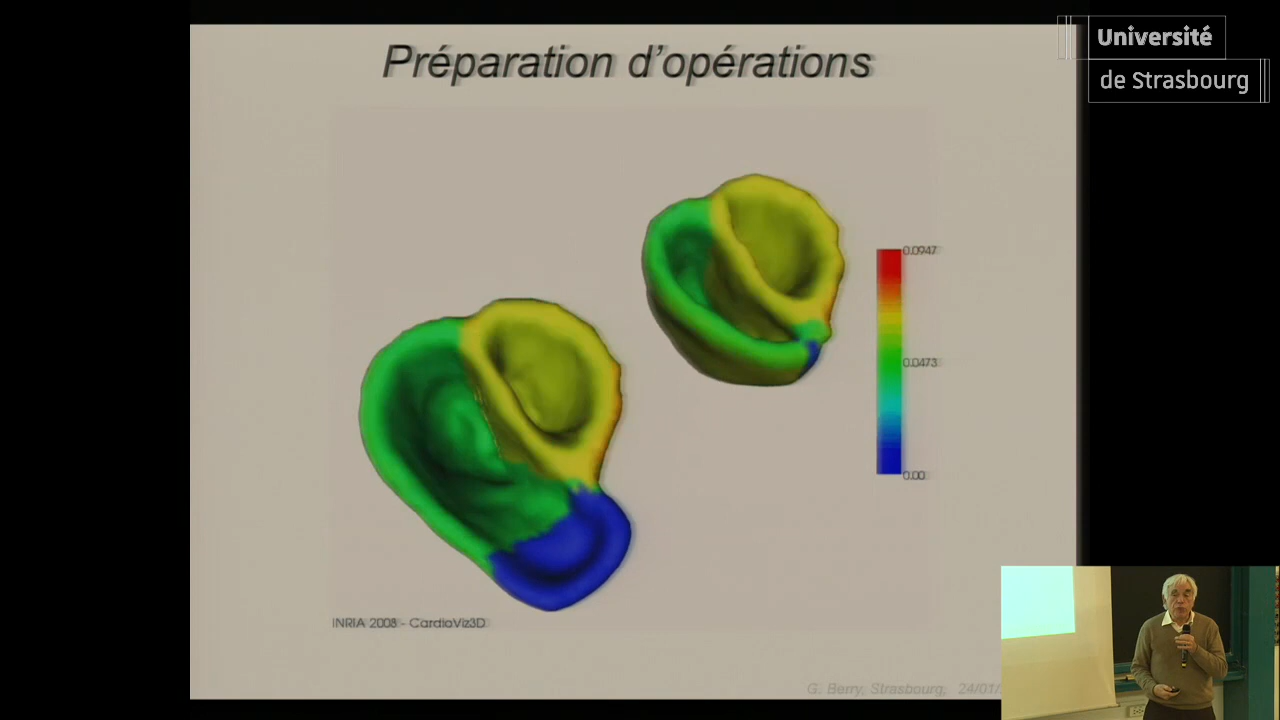 Préparation d'opérations
Université
de Strasbourg
0.0947
0.0473
0.00
INRIA 2008 - CardioViz3D
G. Berry, Strasbourg, 24/01/